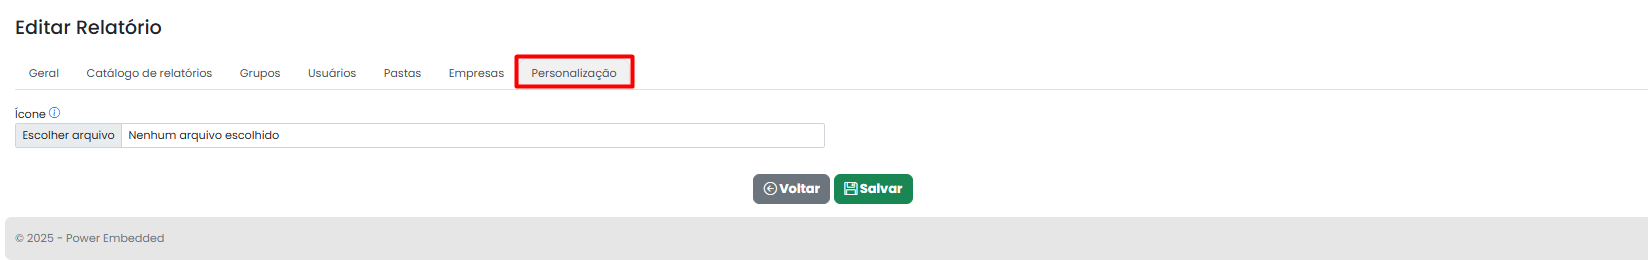 Editar Relatório
Geral Catálogo de relatórios Grupos Usuários Pastas Empresas Personalização
Ícone
Escolher arquivo Nenhum arquivo escolhido
Voltar Salvar
© 2025 - Power Embedded